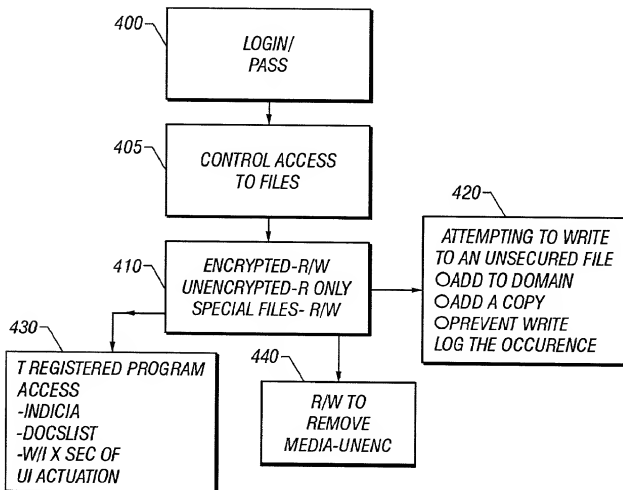 400
LOGIN/
PASS
405
CONTROL ACCESS
TO FILES
410
ENCRYPTED-R/W
UNENCRYPTED-R ONLY
SPECIAL FILES- R/W
420
ATTEMPTING TO WRITE
TO AN UNSECURED FILE
○ADD TO DOMAIN
○ADD A COPY
○PREVENT WRITE
LOG THE OCCURENCE
430
T REGISTERED PROGRAM
ACCESS
-INDICIA
-DOCSLIST
-W/I X SEC OF
UI ACTUATION
440
R/W TO
REMOVE
MEDIA-UNENC